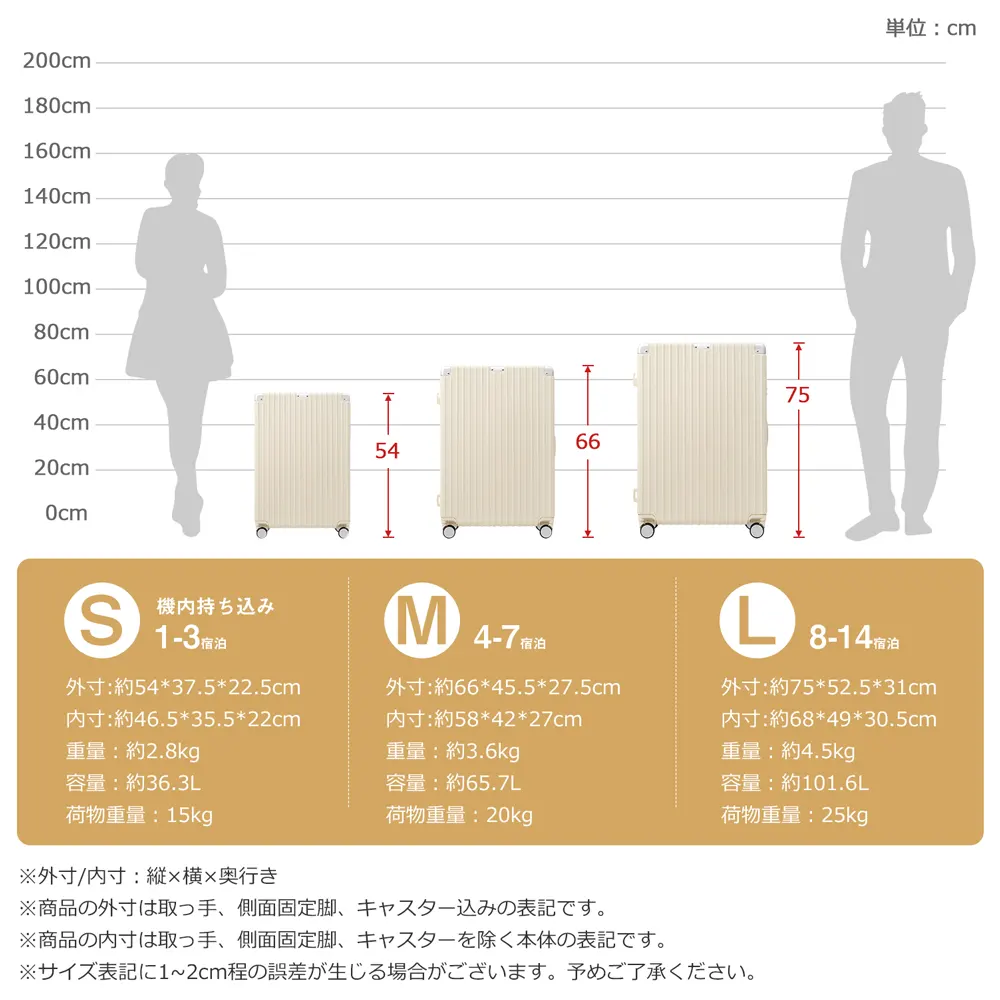 単位：cm
200cm
180cm
160cm
140cm
120cm
100cm
80cm
60cm
40cm
20cm
0cm
54
66
75
S 機内持ち込み
1-3宿泊
外寸:約54*37.5*22.5cm
内寸:約46.5*35.5*22cm
重量：約2.8kg
容量：約36.3L
荷物重量：15kg
M 4-7宿泊
外寸:約66*45.5*27.5cm
内寸:約58*42*27cm
重量：約3.6kg
容量：約65.7L
荷物重量：20kg
L 8-14宿泊
外寸:約75*52.5*31cm
内寸:約68*49*30.5cm
重量：約4.5kg
容量：約101.6L
荷物重量：25kg
※外寸/内寸：縦×横×奥行き
※商品の外寸は取っ手、側面固定脚、キャスター込みの表記です。
※商品の内寸は取っ手、側面固定脚、キャスターを除く本体の表記です。
※サイズ表記に1~2cm程の誤差が生じる場合がございます。予めご了承ください。